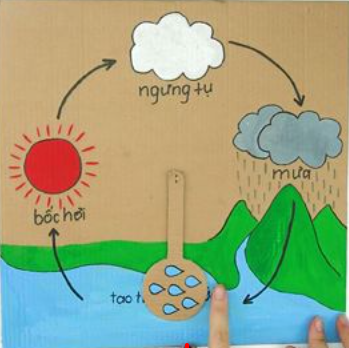 ngưng tụ
mưa
bốc hơi
tạo